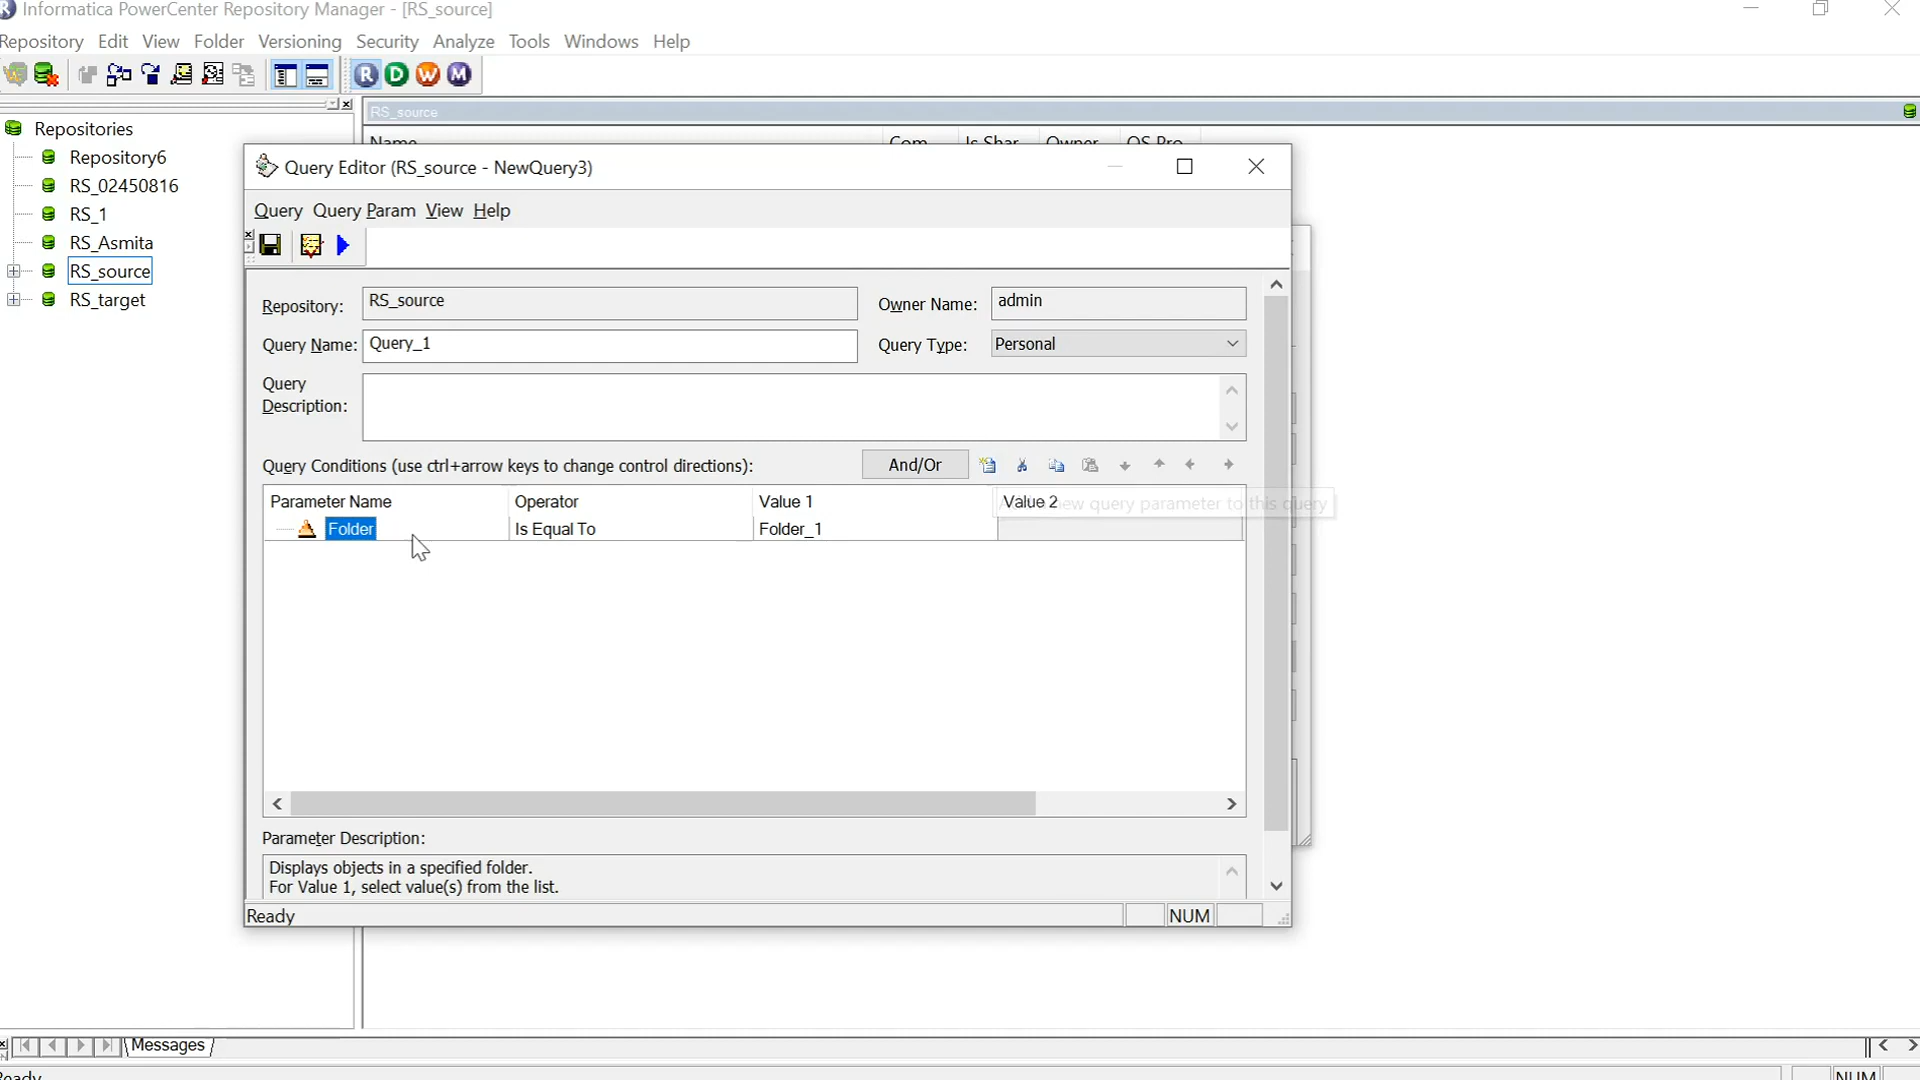 Informatica PowerCenter Repository Manager - [RS_source]
Repository Edit View Folder Versioning Security Analyze Tools Windows Help
R D W M
RS_source
Repositories
Repository6
RS_02450816
RS_1
RS_Asmita
RS_source
RS_target
Name Com... Is Shar... Owner OS Pro...
Query Editor (RS_source - NewQuery3)
Query Query Param View Help
Repository: RS_source Owner Name: admin
Query Name: Query_1 Query Type: Personal
Query
Description:
Query Conditions (use ctrl+arrow keys to change control directions): And/Or
Parameter Name Operator Value 1 Value 2
new query parameter to this query
Folder Is Equal To Folder_1
Parameter Description:
Displays objects in a specified folder.
For Value 1, select value(s) from the list.
Ready NUM
Messages
Ready NUM